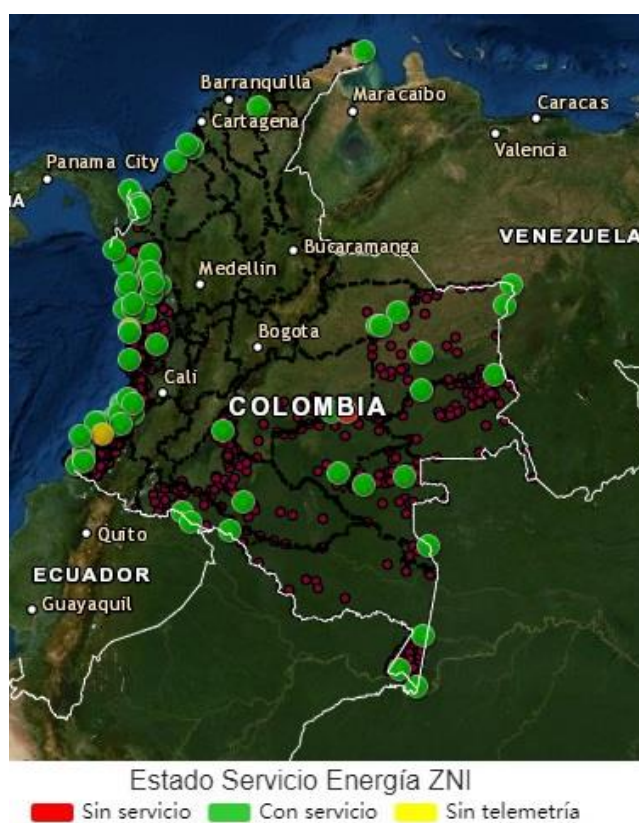 Barranquilla
Maracaibo
Caracas
Cartagena
Valencia
Panama City
MA
VENEZUELA
Bucaramanga
Medellin
Bogota
Cali
COLOMBIA
Quito
ECUADOR
Guayaquil
Estado Servicio Energía ZNI
Sin servicio Con servicio Sin telemetría